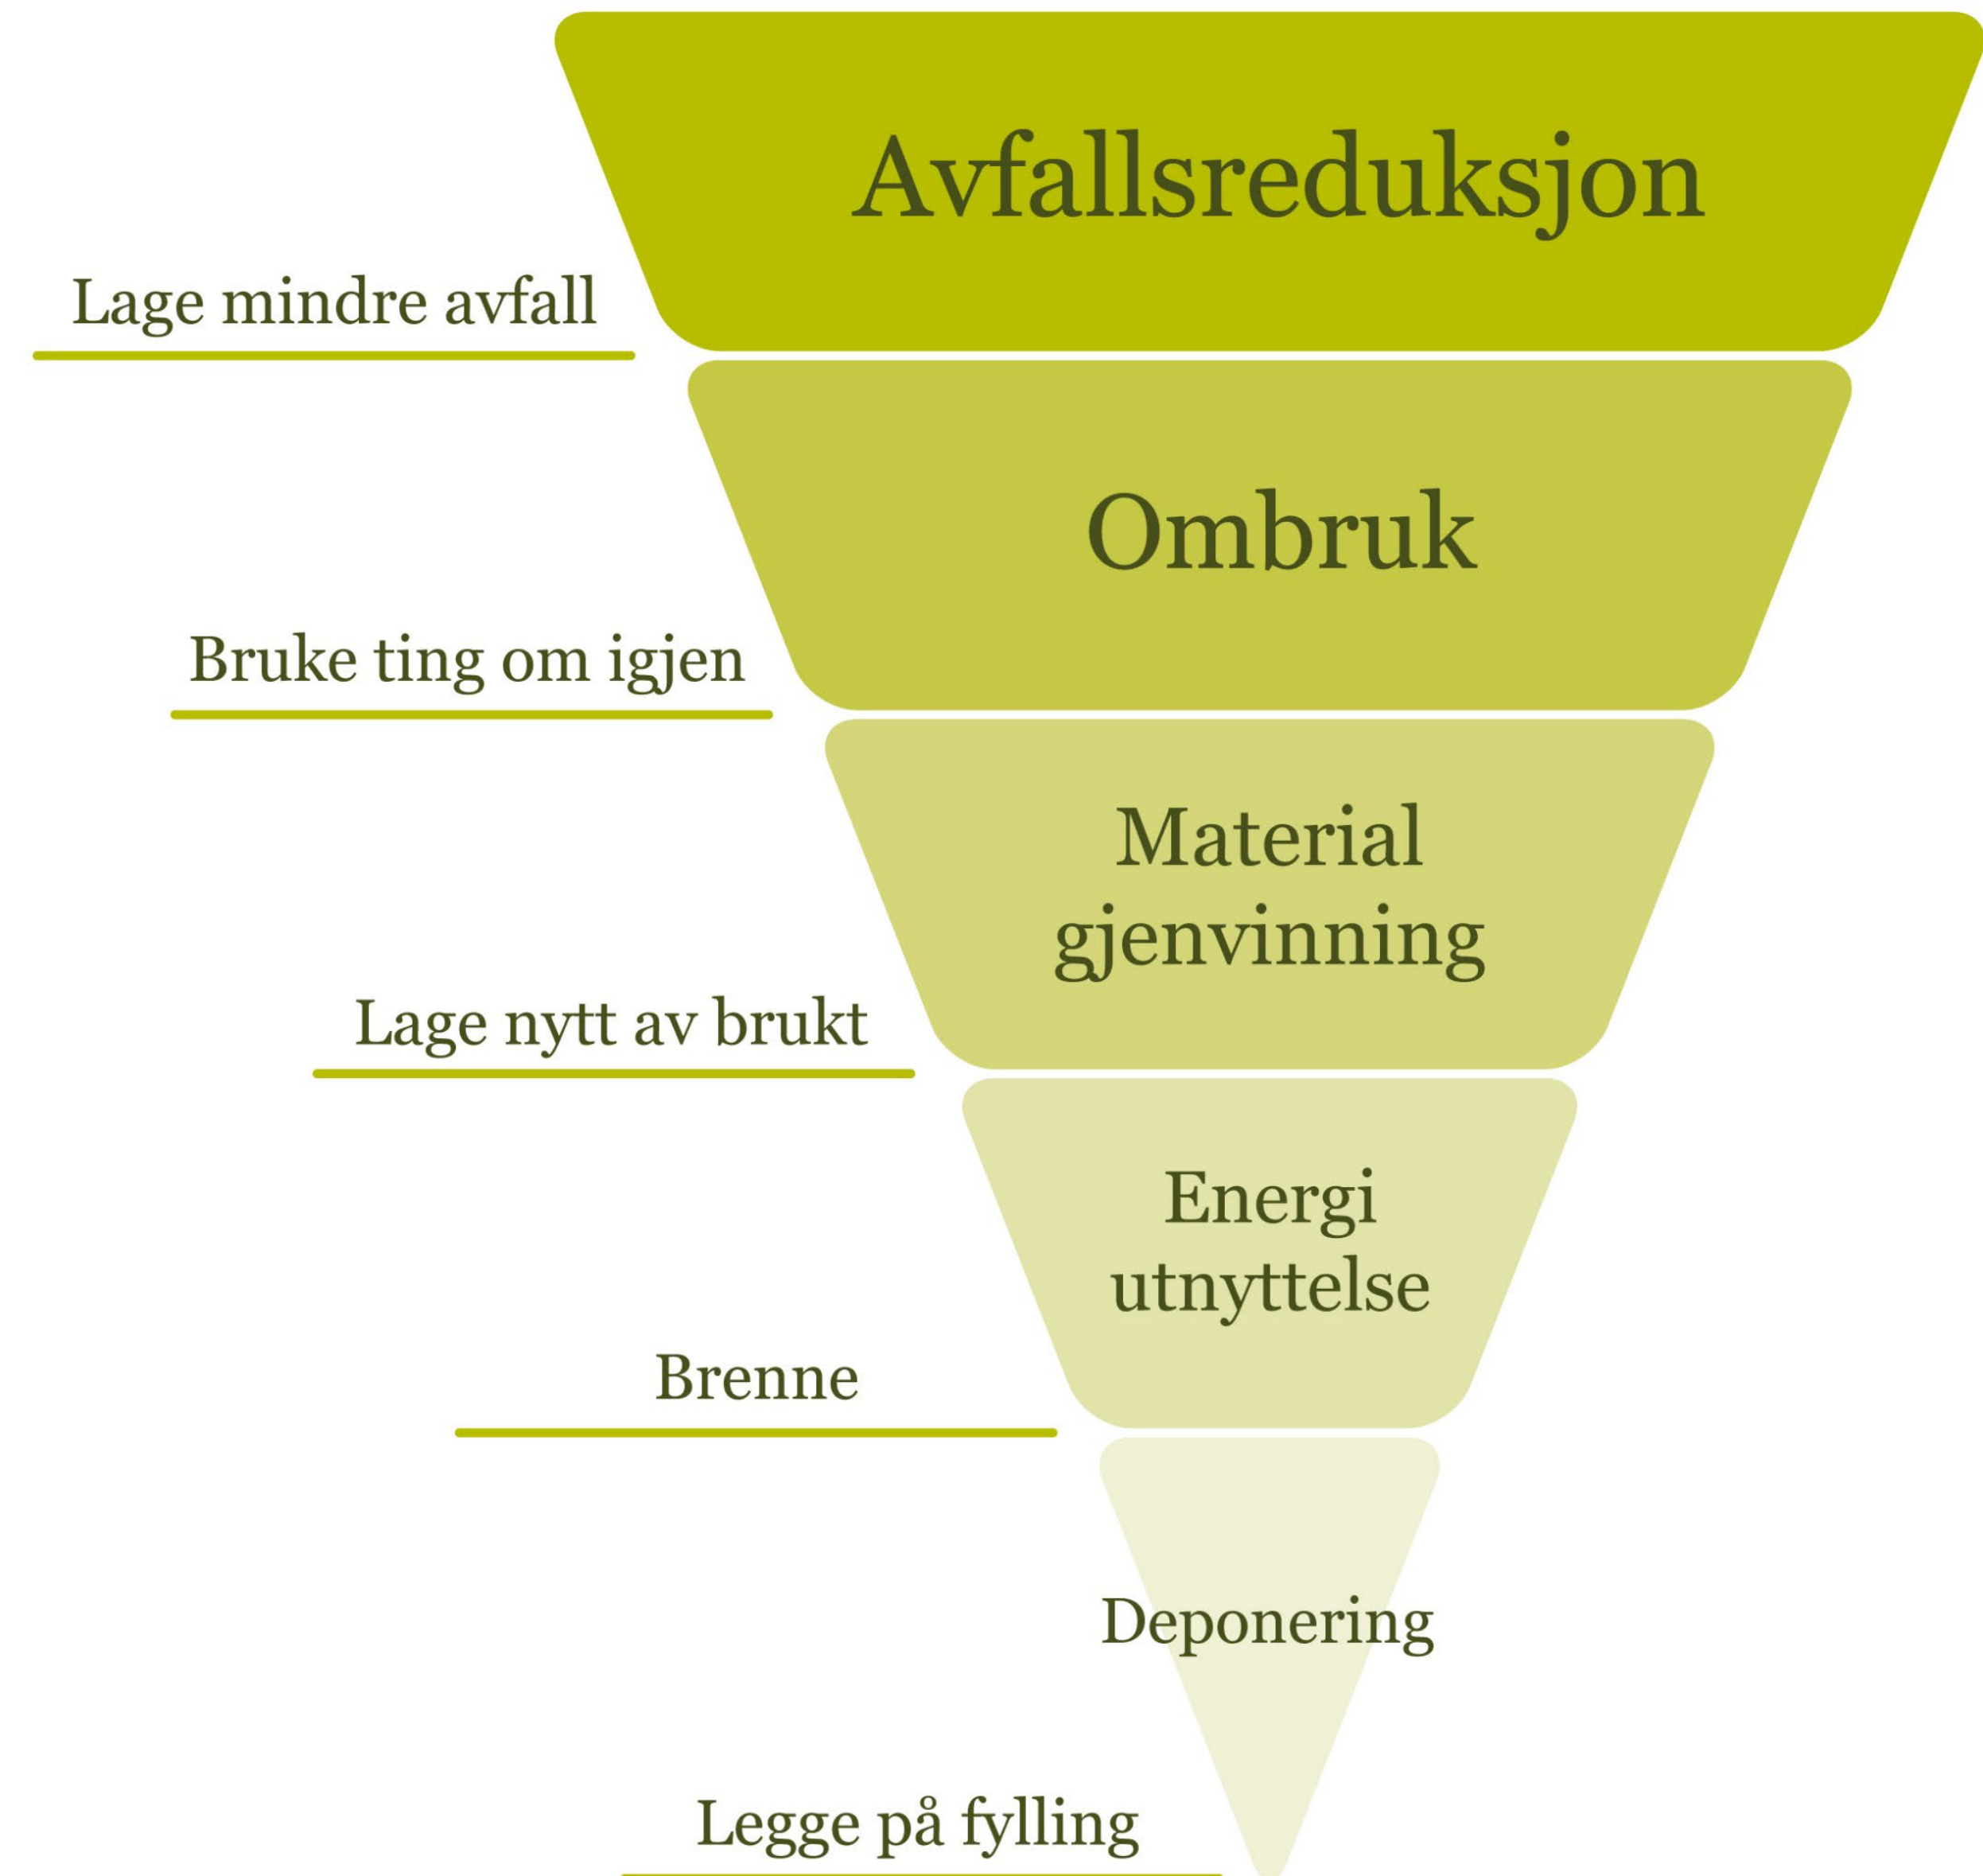 Avfallsreduksjon
Lage mindre avfall
Ombruk
Bruke ting om igjen
Material
gjenvinning
Lage nytt av brukt
Energi
utnyttelse
Brenne
Deponering
Legge på fylling